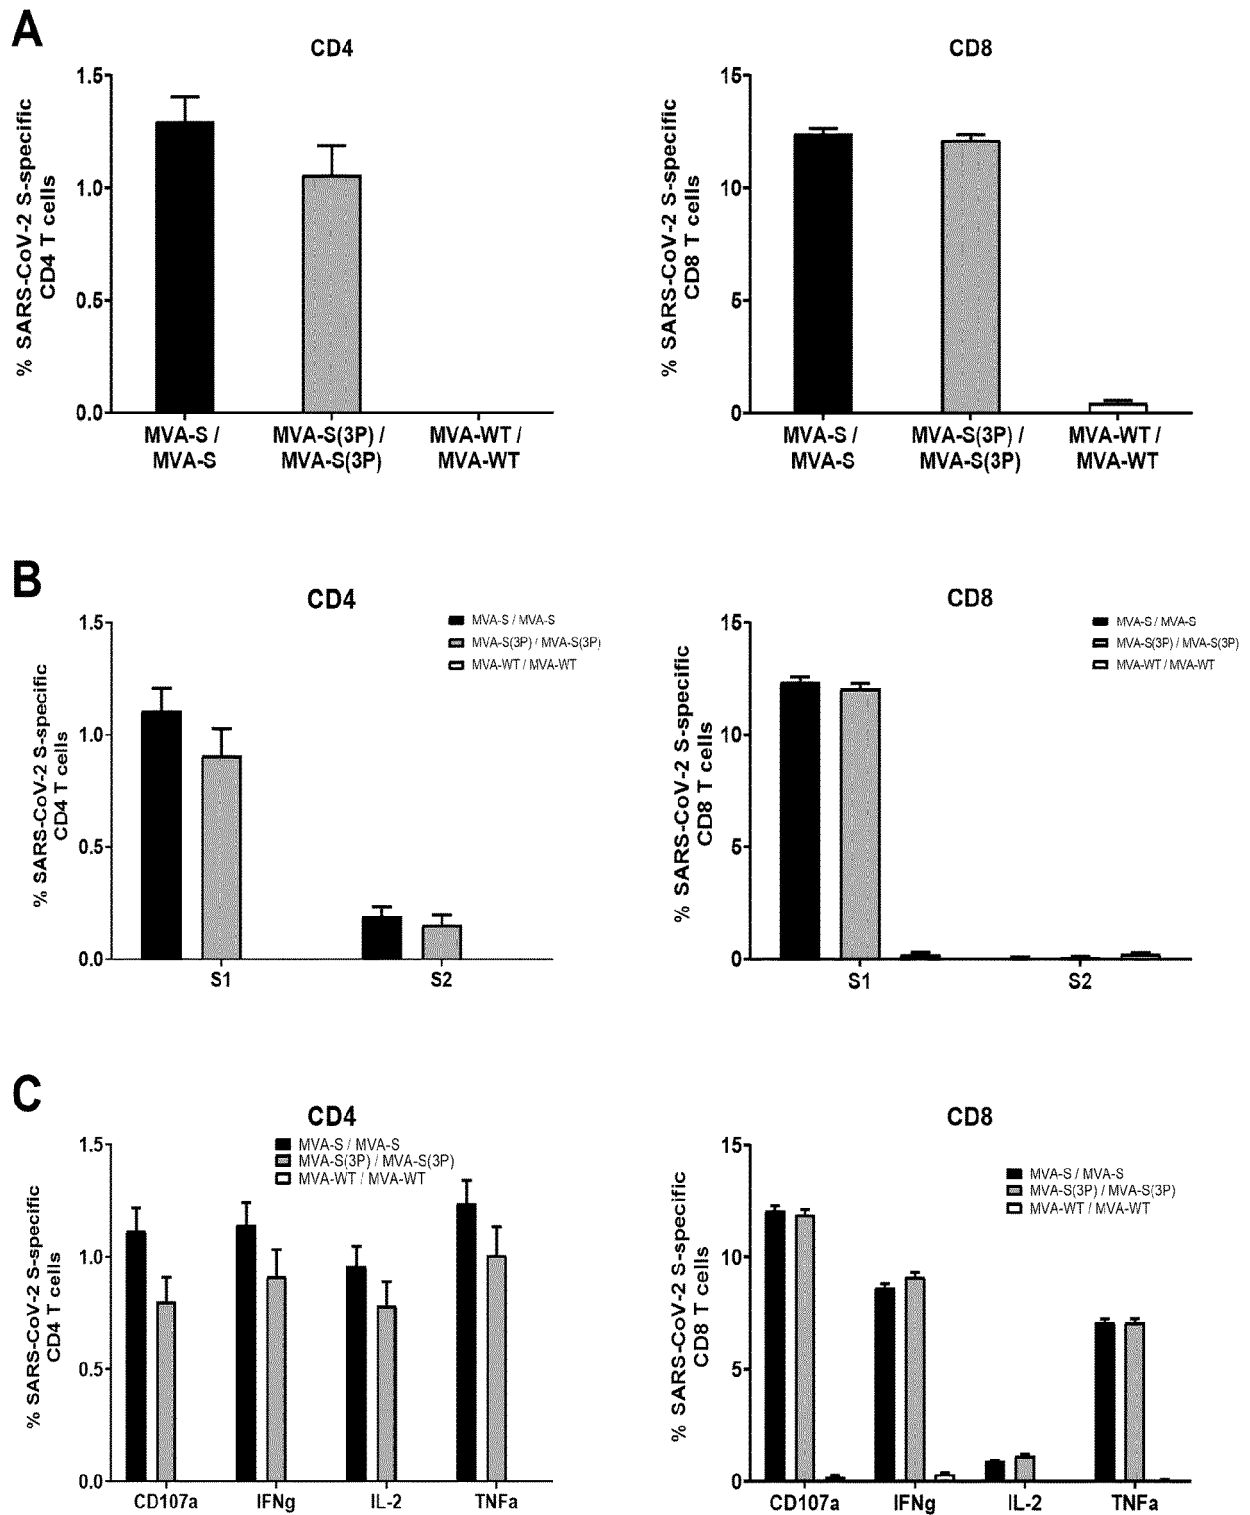 A
CD4
% SARS-CoV-2 S-specific
CD4 T cells
1.5
1.0
0.5
0.0
MVA-S /
MVA-S
MVA-S(3P) /
MVA-S(3P)
MVA-WT /
MVA-WT
CD8
% SARS-CoV-2 S-specific
CD8 T cells
15
10
5
0
MVA-S /
MVA-S
MVA-S(3P) /
MVA-S(3P)
MVA-WT /
MVA-WT
B
CD4
% SARS-CoV-2 S-specific
CD4 T cells
1.5
1.0
0.5
0.0
MVA-S / MVA-S
MVA-S(3P) / MVA-S(3P)
MVA-WT / MVA-WT
S1
S2
CD8
% SARS-CoV-2 S-specific
CD8 T cells
15
10
5
0
MVA-S / MVA-S
MVA-S(3P) / MVA-S(3P)
MVA-WT / MVA-WT
S1
S2
C
CD4
% SARS-CoV-2 S-specific
CD4 T cells
1.5
1.0
0.5
0.0
MVA-S / MVA-S
MVA-S(3P) / MVA-S(3P)
MVA-WT / MVA-WT
CD107a
IFNg
IL-2
TNFa
CD8
% SARS-CoV-2 S-specific
CD8 T cells
15
10
5
0
MVA-S / MVA-S
MVA-S(3P) / MVA-S(3P)
MVA-WT / MVA-WT
CD107a
IFNg
IL-2
TNFa